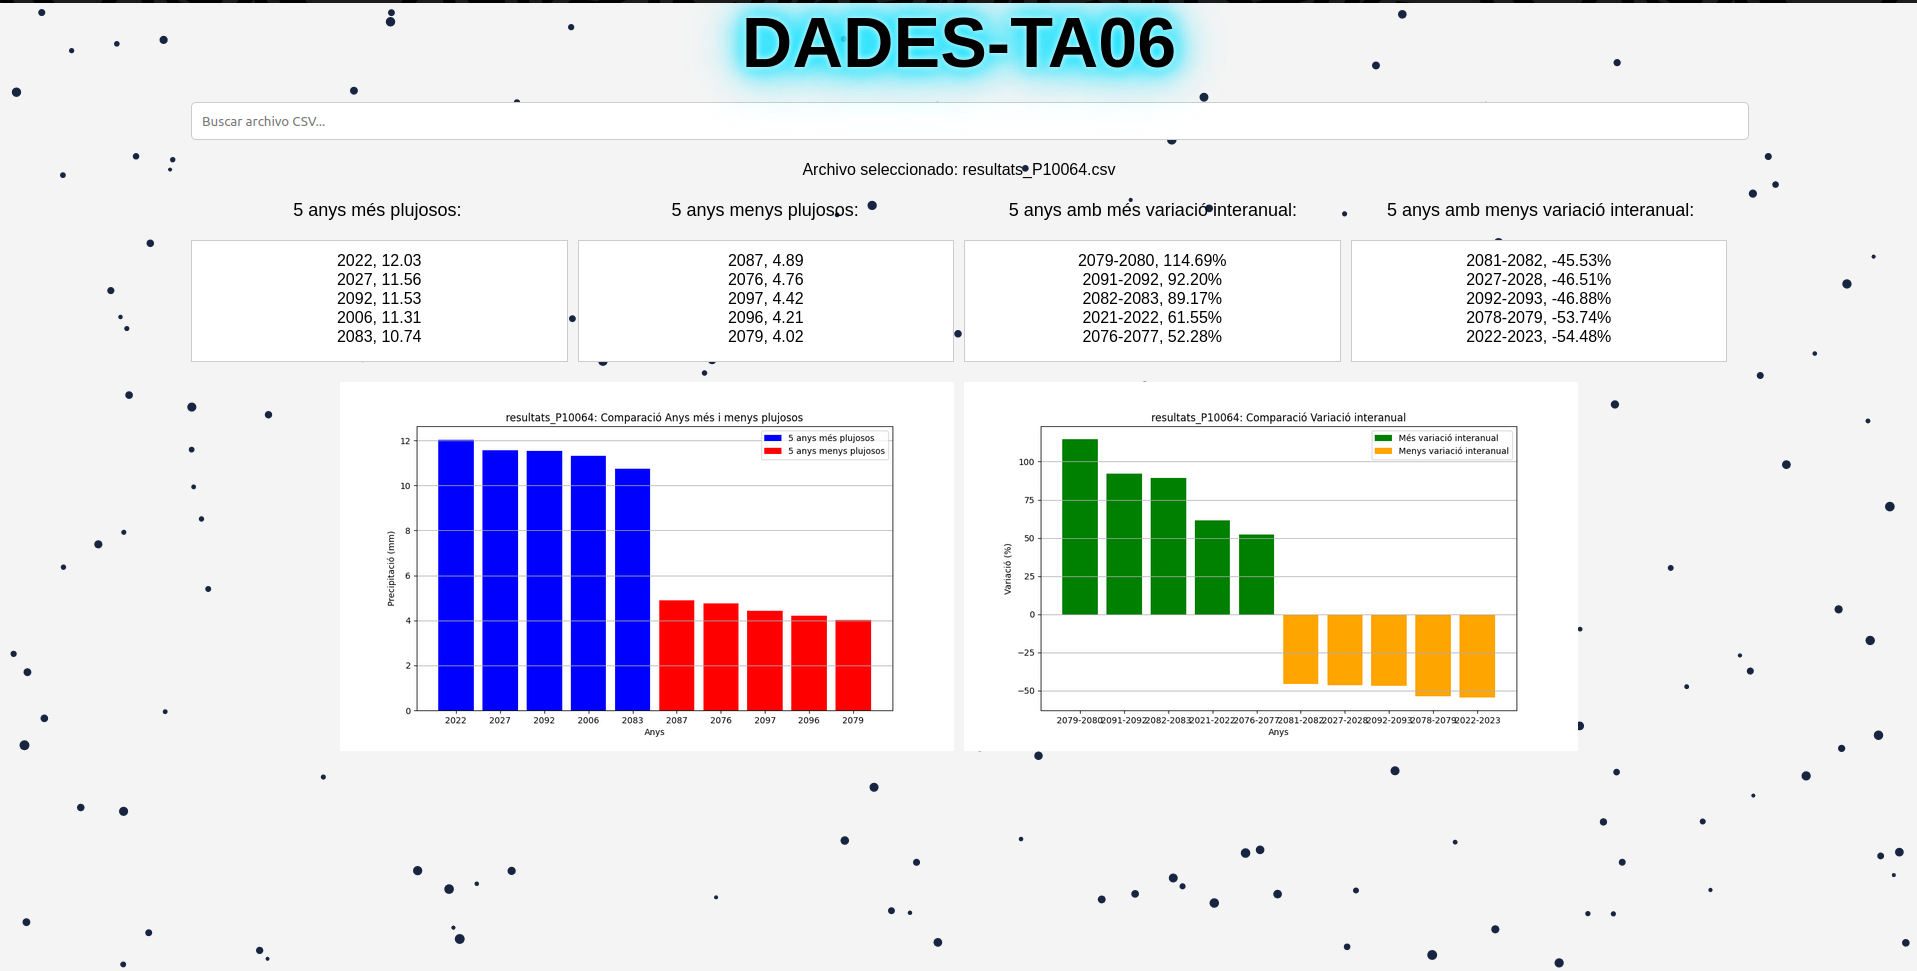 DADES-TA06
Buscar archivo CSV...
Archivo seleccionado: resultats_P10064.csv
5 anys més plujosos:
2022, 12.03
2027, 11.56
2092, 11.53
2006, 11.31
2083, 10.74
5 anys menys plujosos:
2087, 4.89
2076, 4.76
2097, 4.42
2096, 4.21
2079, 4.02
5 anys amb més variació interanual:
2079-2080, 114.69%
2091-2092, 92.20%
2082-2083, 89.17%
2021-2022, 61.55%
2076-2077, 52.28%
5 anys amb menys variació interanual:
2081-2082, -45.53%
2027-2028, -46.51%
2092-2093, -46.88%
2078-2079, -53.74%
2022-2023, -54.48%
resultats_P10064: Comparació Anys més i menys plujosos
5 anys més plujosos
5 anys menys plujosos
Precipitació (mm)
12
10
8
6
4
2
0
2022 2027 2092 2006 2083 2087 2076 2097 2096 2079
Anys
resultats_P10064: Comparació Variació interanual
Més variació interanual
Menys variació interanual
Variació (%)
100
75
50
25
0
−25
−50
2079-2080 2091-2092 2082-2083 2021-2022 2076-2077 2081-2082 2027-2028 2092-2093 2078-2079 2022-2023
Anys